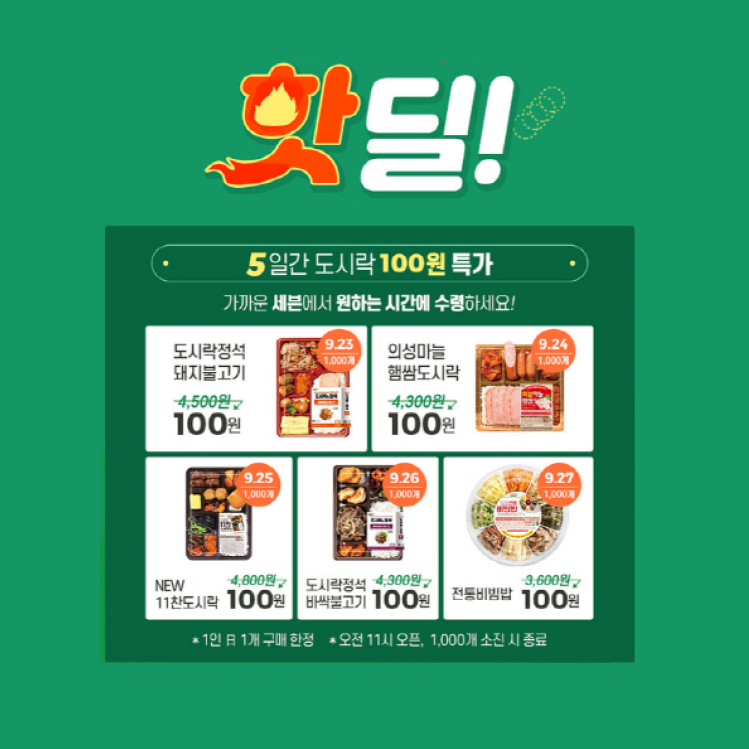 핫딜!
5일간 도시락 100원 특가
가까운 세븐에서 원하는 시간에 수령하세요!
도시락정석
돼지불고기
4,500원
100원
9.23
1,000개
의성마늘
햄쌈도시락
4,300원
100원
9.24
1,000개
9.25
1,000개
NEW
11찬도시락
4,800원
100원
9.26
1,000개
도시락정석
바싹불고기
4,300원
100원
9.27
1,000개
전통비빔밥
3,600원
100원
*1인 日 1개 구매 한정 *오전 11시 오픈, 1,000개 소진 시 종료